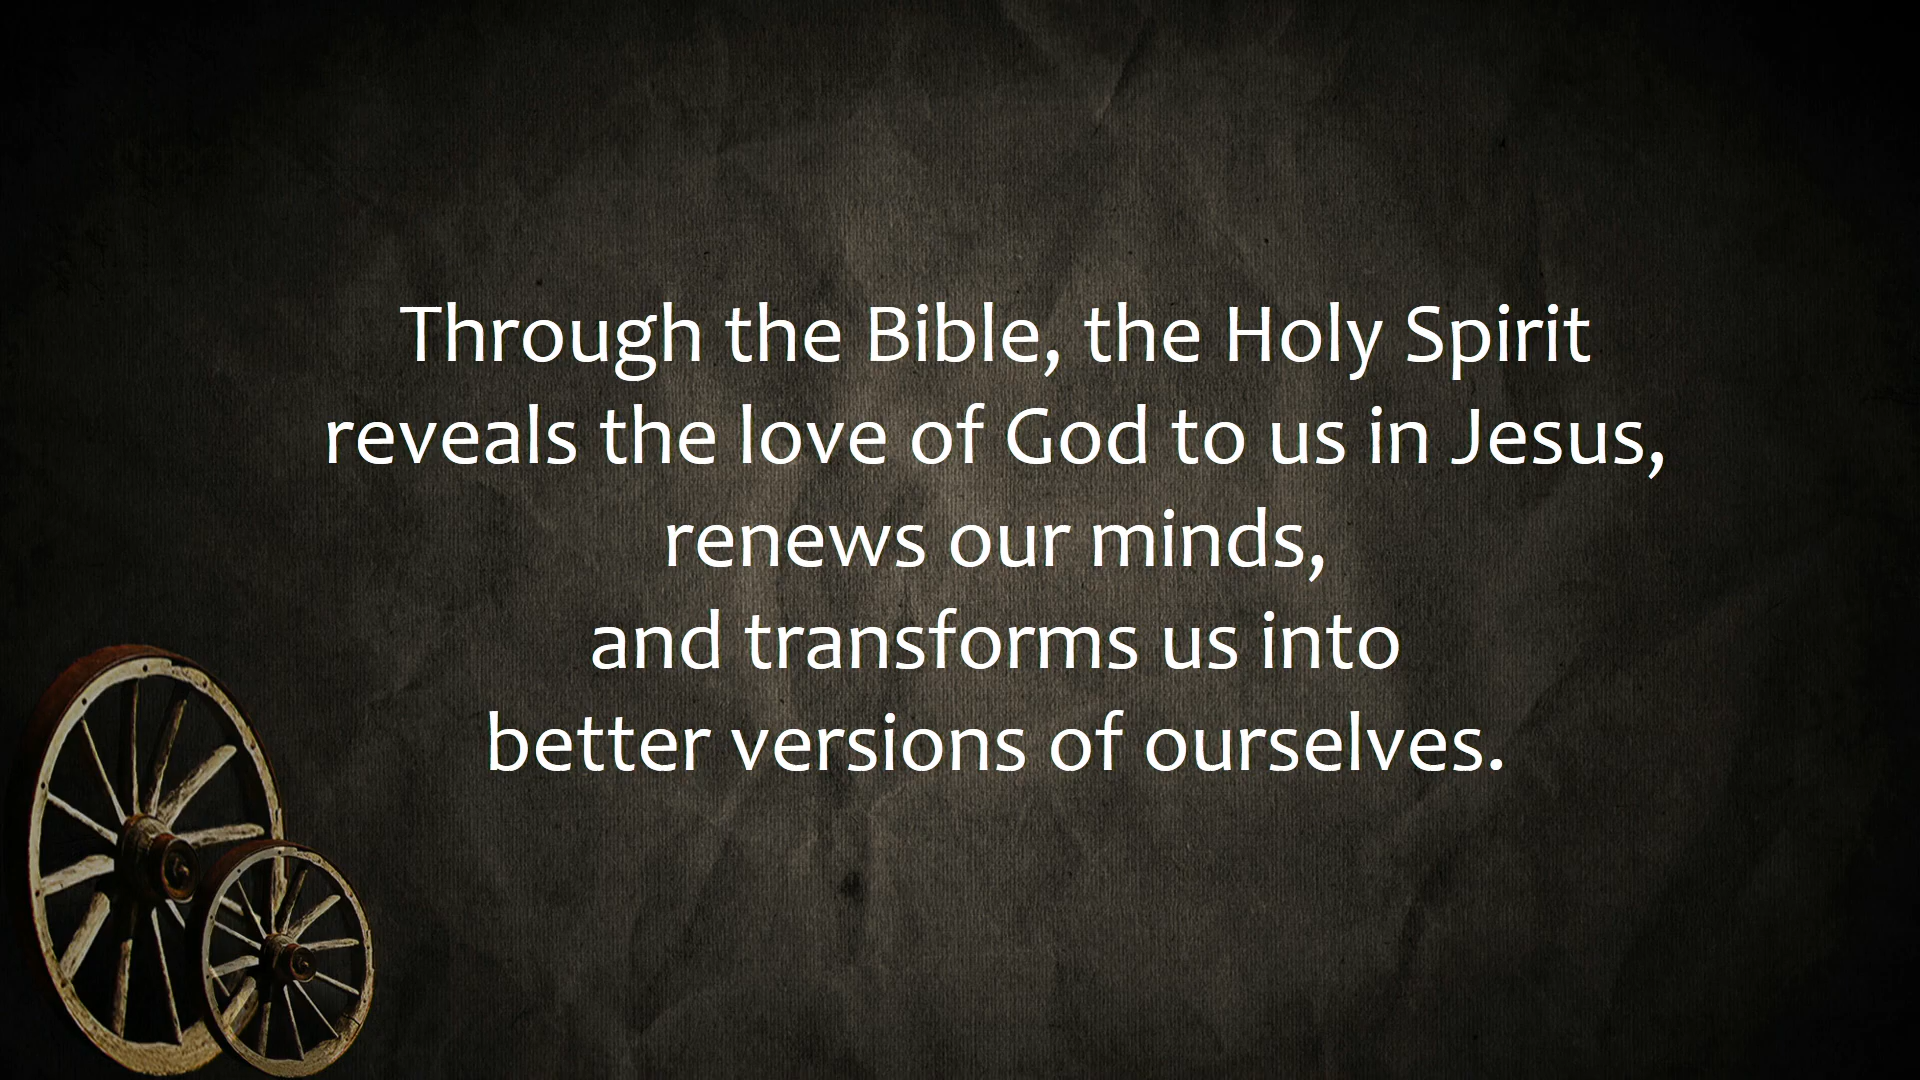 Through the Bible, the Holy Spirit
reveals the love of God to us in Jesus,
renews our minds,
and transforms us into
better versions of ourselves.